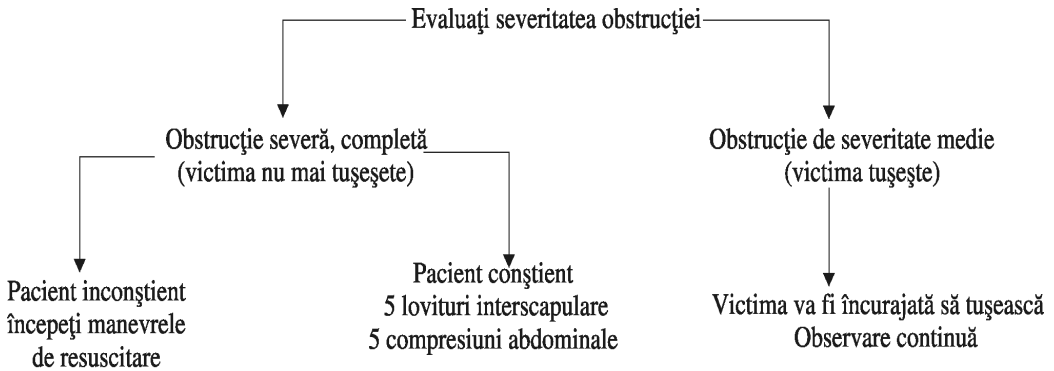 Evaluaţi severitatea obstrucţiei
Obstrucţie severă, completă
(victima nu mai tuşeşete)
Obstrucţie de severitate medie
(victima tuşeşte)
Pacient inconştient
începeţi manevrele
de resuscitare
Pacient conştient
5 lovituri interscapulare
5 compresiuni abdominale
Victima va fi încurajată să tuşească
Observare continuă